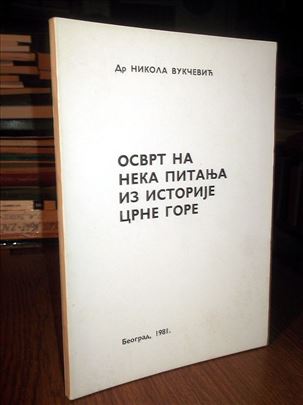 Др НИКОЛА ВУКЧЕВИЋ
ОСВРТ НА
НЕКА ПИТАЊА
ИЗ ИСТОРИЈЕ
ЦРНЕ ГОРЕ
Београд, 1981.